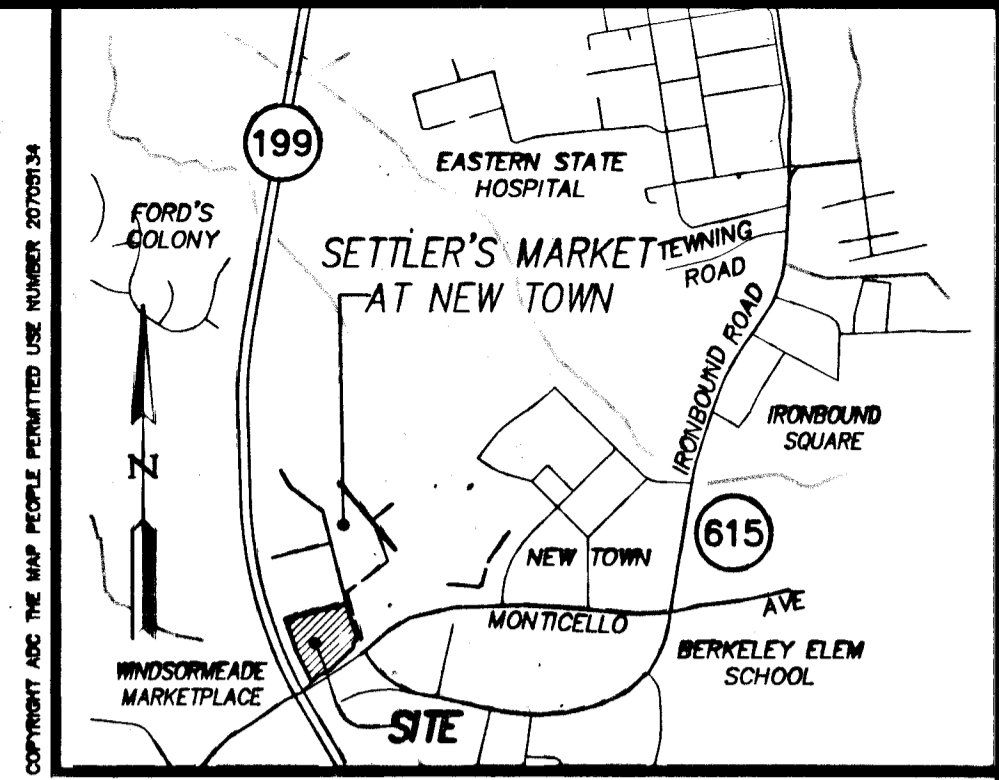 COPYRIGHT ADC THE MAP PEOPLE PERMITTED USE NUMBER 20705134
199
EASTERN STATE
HOSPITAL
FORD'S
COLONY
SETTLER'S MARKET
AT NEW TOWN
TEWNING
ROAD
IRONBOUND ROAD
IRONBOUND
SQUARE
N
615
NEW TOWN
MONTICELLO AVE
BERKELEY ELEM
SCHOOL
WINDSORMEADE
MARKETPLACE
SITE